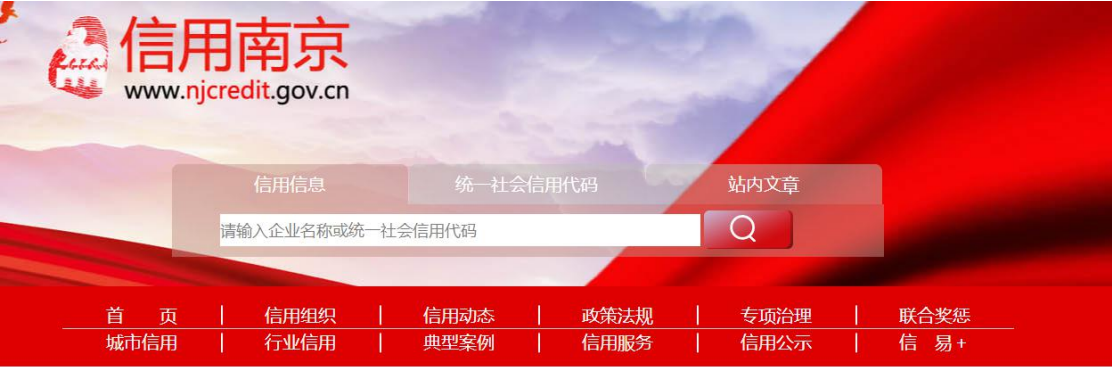 信用南京
www.njcredit.gov.cn
信用信息 统一社会信用代码 站内文章
请输入企业名称或统一社会信用代码
首 页 信用组织 信用动态 政策法规 专项治理 联合奖惩
城市信用 行业信用 典型案例 信用服务 信用公示 信 易+